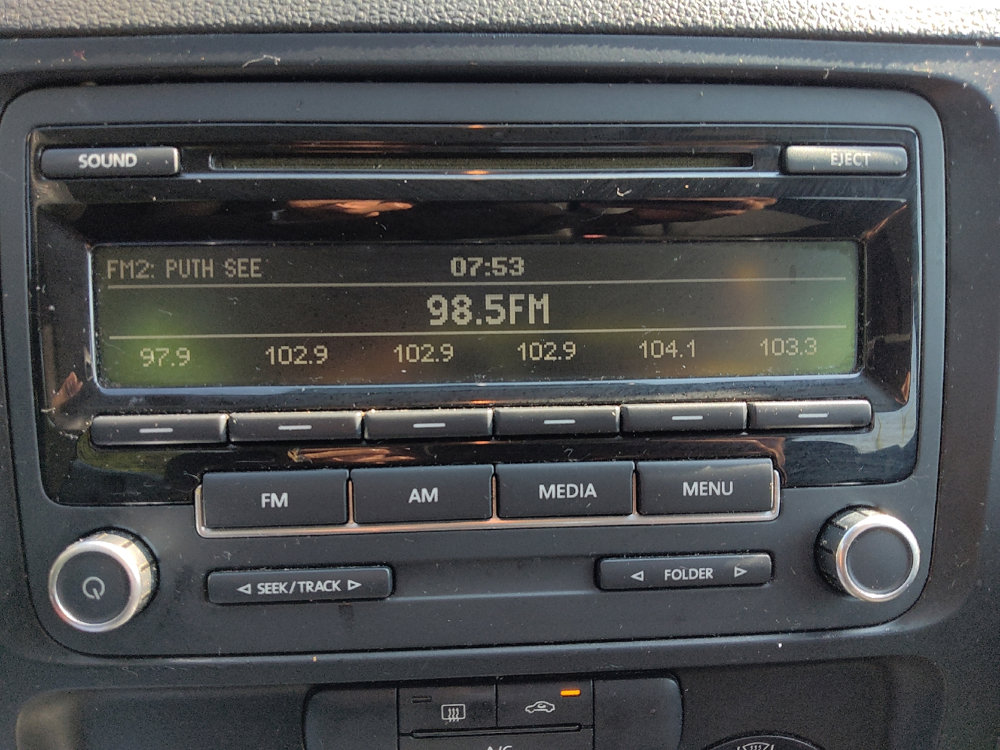 SOUND EJECT
FM2: PUTH SEE 07:53
98.5FM
97.9 102.9 102.9 102.9 104.1 103.3
FM AM MEDIA MENU
SEEK/TRACK FOLDER
A/C